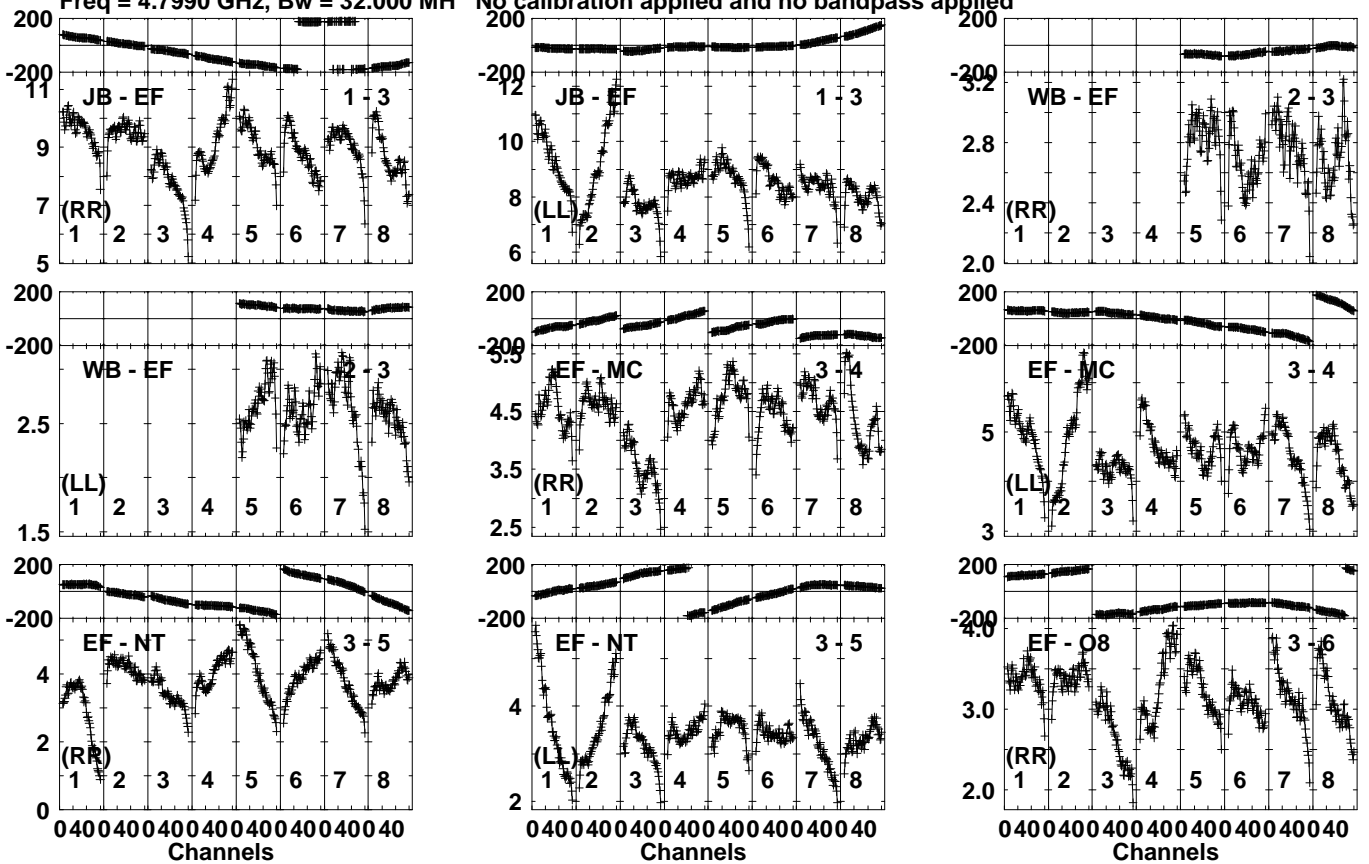 Freq = 4.7990 GHz, Bw = 32.000 MH No calibration applied and no bandpass applied
200
-200
JB - EF 1 - 3
11
9
7
5
(RR)
1 2 3 4 5 6 7 8
200
-200
JB - EF 1 - 3
12
10
8
6
(LL)
1 2 3 4 5 6 7 8
200
-200
WB - EF 2 - 3
3.2
2.8
2.4
2.0
(RR)
1 2 3 4 5 6 7 8
200
-200
WB - EF 2 - 3
2.5
1.5
(LL)
1 2 3 4 5 6 7 8
200
-200
EF - MC 3 - 4
5.5
4.5
3.5
2.5
(RR)
1 2 3 4 5 6 7 8
200
-200
EF - MC 3 - 4
5
3
(LL)
1 2 3 4 5 6 7 8
200
-200
EF - NT 3 - 5
4
2
0
(RR)
1 2 3 4 5 6 7 8
200
-200
EF - NT 3 - 5
4
2
(LL)
1 2 3 4 5 6 7 8
200
-200
EF - O8 3 - 6
4.0
3.0
2.0
(RR)
1 2 3 4 5 6 7 8
0 40 0 40 0 40 0 40 0 40 0 40 0 40 0 40
Channels
0 40 0 40 0 40 0 40 0 40 0 40 0 40 0 40
Channels
0 40 0 40 0 40 0 40 0 40 0 40 0 40 0 40
Channels